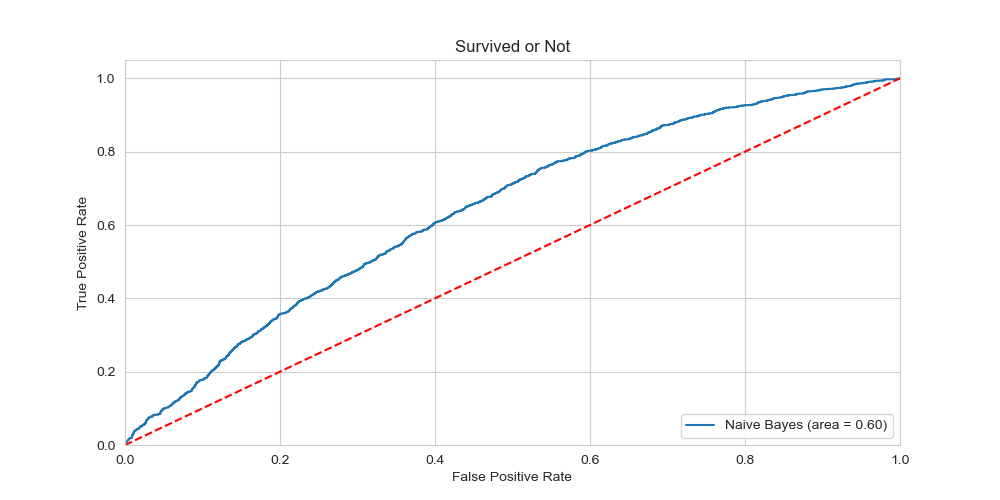 Survived or Not
True Positive Rate
1.0
0.8
0.6
0.4
0.2
0.0
Naive Bayes (area = 0.60)
0.0 0.2 0.4 0.6 0.8 1.0
False Positive Rate